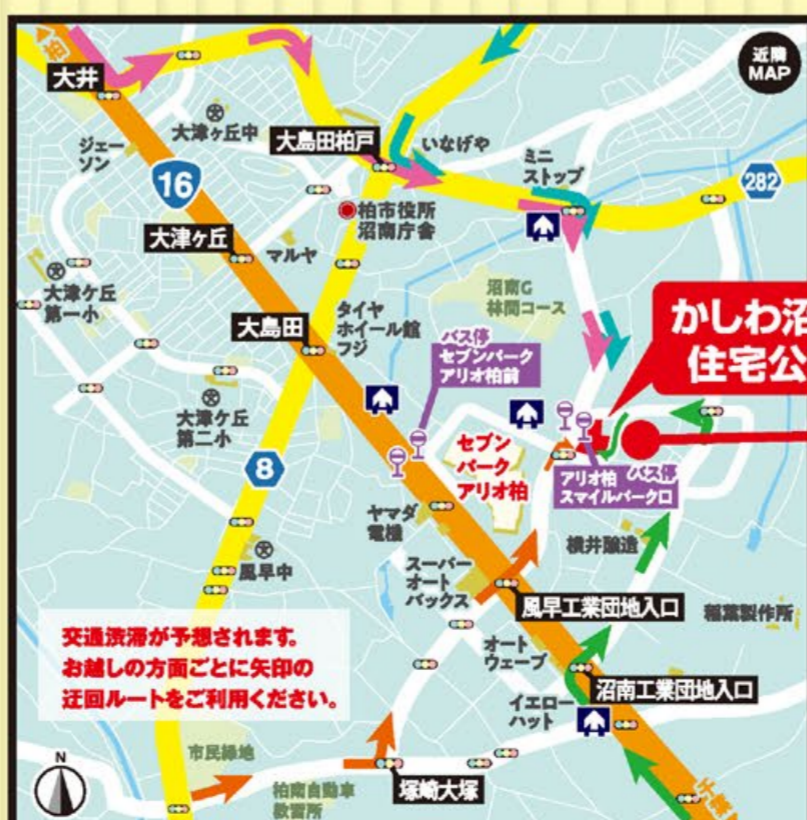 近隣
MAP
柏
大井
大津ヶ丘中
ジェー
ソン
大島田柏戸
いなげや
ミニ
ストップ
282
16
柏市役所
沼南庁舎
大津ヶ丘
マルヤ
大津ケ丘
第一小
沼南G
林間コース
タイヤ
ホイール館
フジ
大島田
バス停
セブンパーク
アリオ柏前
かしわ沼
住宅公
大津ケ丘
第二小
セブン
パーク
アリオ柏
8
アリオ柏 バス停
スマイルパーク口
ヤマダ
電機
横井醸造
風早中
スーパー
オート
バックス
風早工業団地入口
稲葉製作所
交通渋滞が予想されます。
お越しの方面ごとに矢印の
迂回ルートをご利用ください。
オート
ウェーブ
沼南工業団地入口
イエロー
ハット
市民緑地
N
柏南自動車
教習所
塚崎大塚